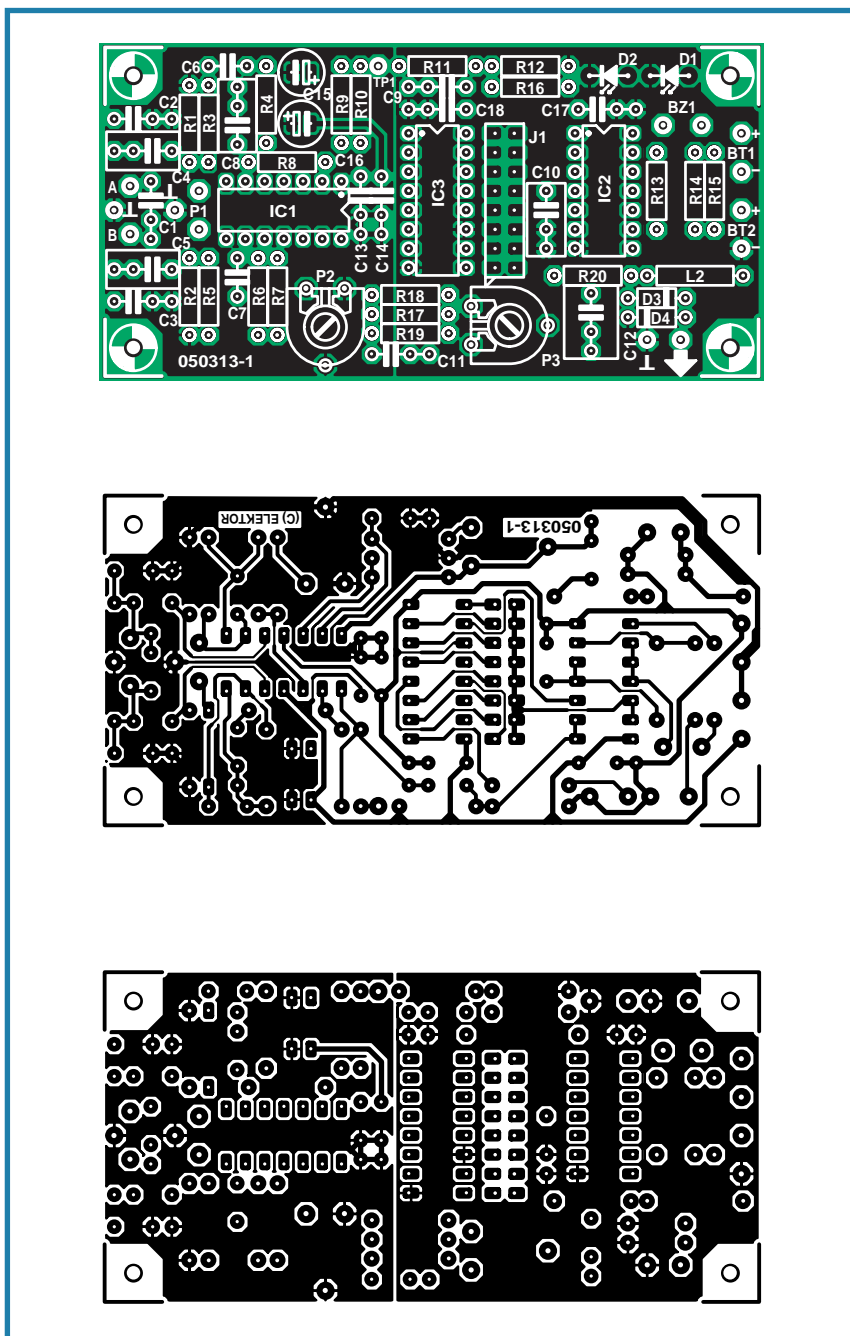 C6
C2
R1
R3
R4
C15
R9
R10
TP1
C9
R11
R12
R16
C18
C17
D2
D1
BZ1
BT1
+
−
J1
C8
R8
C16
C4
A
C1
P1
B
C5
IC1
C13
C14
IC3
C10
IC2
R13
R14
R15
+
BT2
−
R2
R5
C3
C7
R6
R7
P2
R18
R17
R19
C11
P3
R20
L2
D3
D4
C12
050313-1
(C) ELEKTOR
050313-1